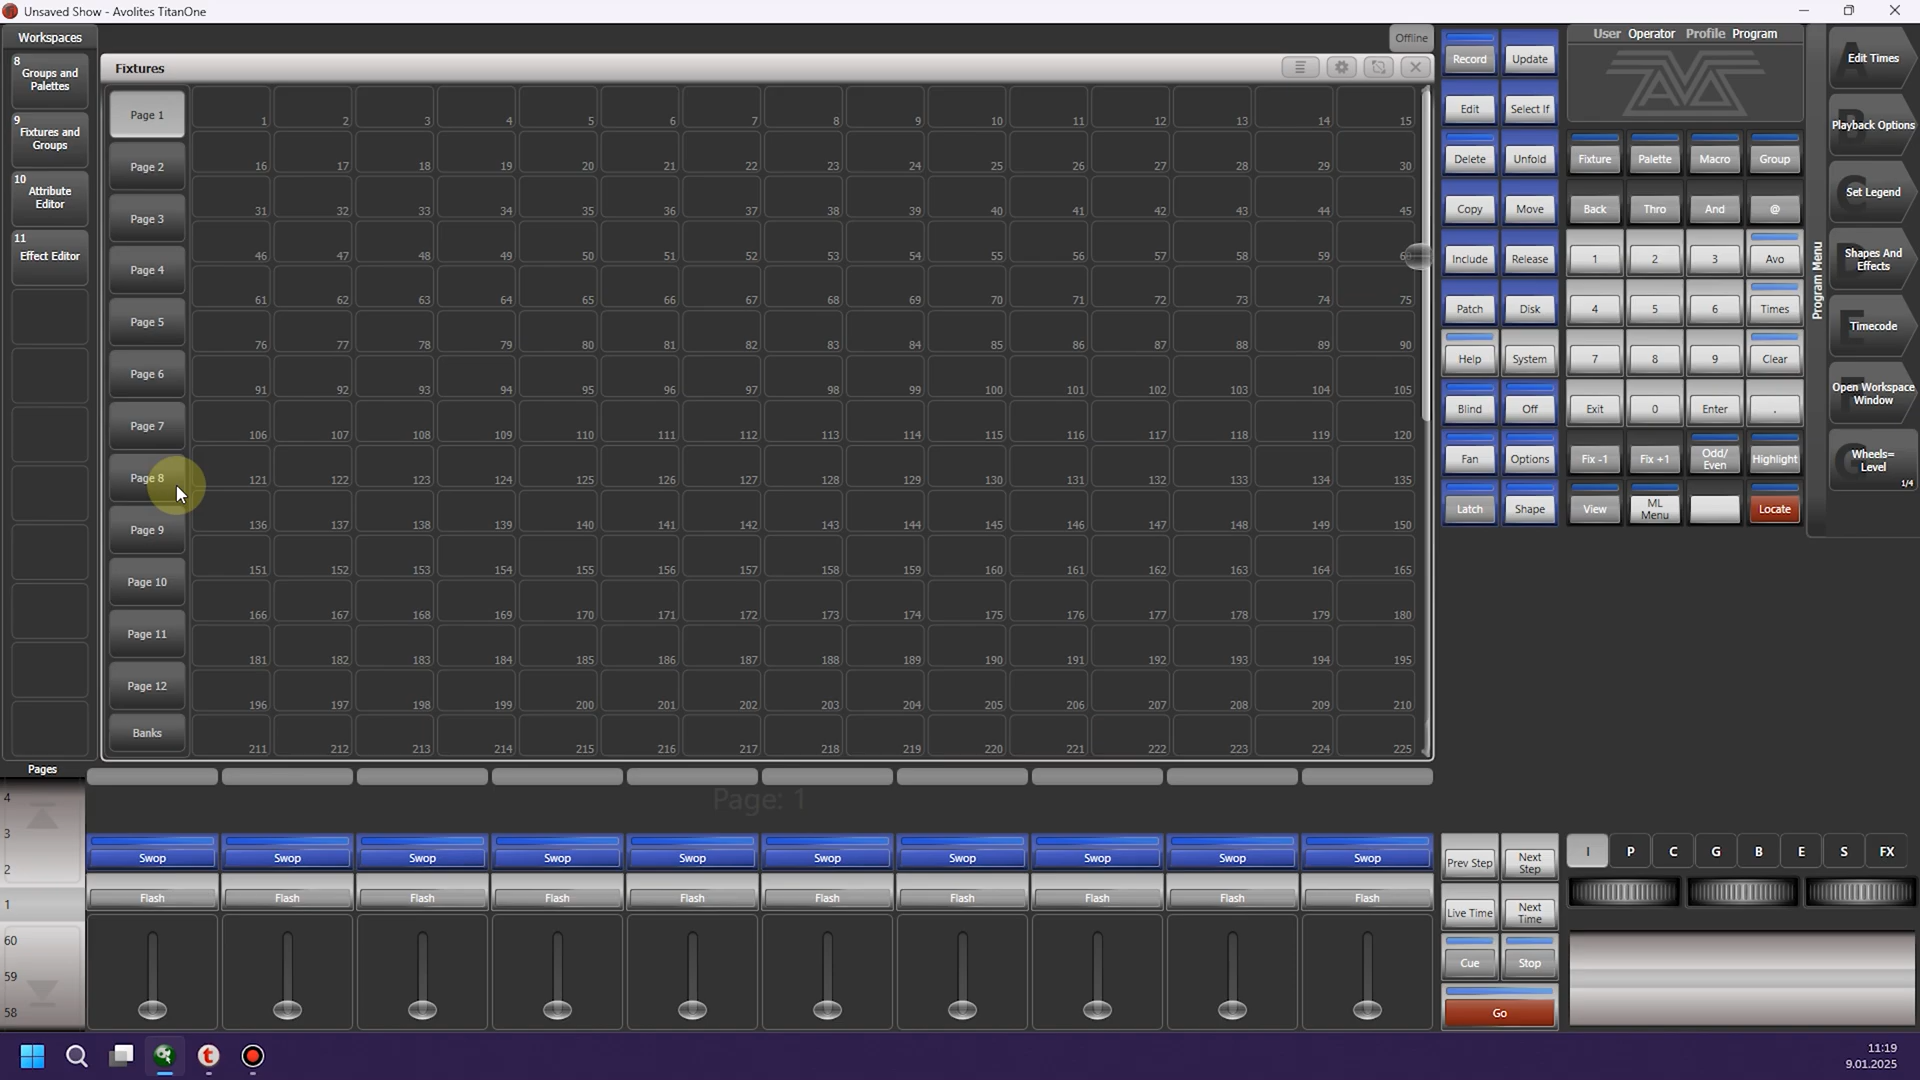 Unsaved Show - Avolites TitanOne
Workspaces
8
Groups and
Palettes
9
Fixtures and
Groups
10
Attribute
Editor
11
Effect Editor
Offline
Fixtures
Page 1
1 2 3 4 5 6 7 8 9 10 11 12 13 14 15
Page 2
16 17 18 19 20 21 22 23 24 25 26 27 28 29 30
Page 3
31 32 33 34 35 36 37 38 39 40 41 42 43 44 45
Page 4
46 47 48 49 50 51 52 53 54 55 56 57 58 59
61 62 63 64 65 66 67 68 69 70 71 72 73 74 75
Page 5
76 77 78 79 80 81 82 83 84 85 86 87 88 89 90
Page 6
91 92 93 94 95 96 97 98 99 100 101 102 103 104 105
Page 7
106 107 108 109 110 111 112 113 114 115 116 117 118 119 120
Page 8
121 122 123 124 125 126 127 128 129 130 131 132 133 134 135
Page 9
136 137 138 139 140 141 142 143 144 145 146 147 148 149 150
Page 10
151 152 153 154 155 156 157 158 159 160 161 162 163 164 165
166 167 168 169 170 171 172 173 174 175 176 177 178 179 180
Page 11
181 182 183 184 185 186 187 188 189 190 191 192 193 194 195
Page 12
196 197 198 199 200 201 202 203 204 205 206 207 208 209 210
Banks
211 212 213 214 215 216 217 218 219 220 221 222 223 224 225
Record Update
Edit Select If
Delete Unfold
Copy Move
Include Release
Patch Disk
Help System
Blind Off
Fan Options
Latch Shape
User Operator Profile Program
Fixture Palette Macro Group
Back Thro And @
1 2 3 Avo
4 5 6 Times
7 8 9 Clear
Exit 0 Enter .
Fix -1 Fix +1 Odd/
Even Highlight
View ML
Menu Locate
Program Menu
A
Edit Times
B
Playback Options
C
Set Legend
D
Shapes And
Effects
E
Timecode
F
Open Workspace
Window
G
Wheels=
Level
1/4
Pages
4
3
2
1
60
59
58
Page: 1
Swop Swop Swop Swop Swop Swop Swop Swop Swop Swop
Flash Flash Flash Flash Flash Flash Flash Flash Flash Flash
Prev Step Next
Step
Live Time Next
Time
Cue Stop
Go
I P C G B E S FX
11:19
9.01.2025